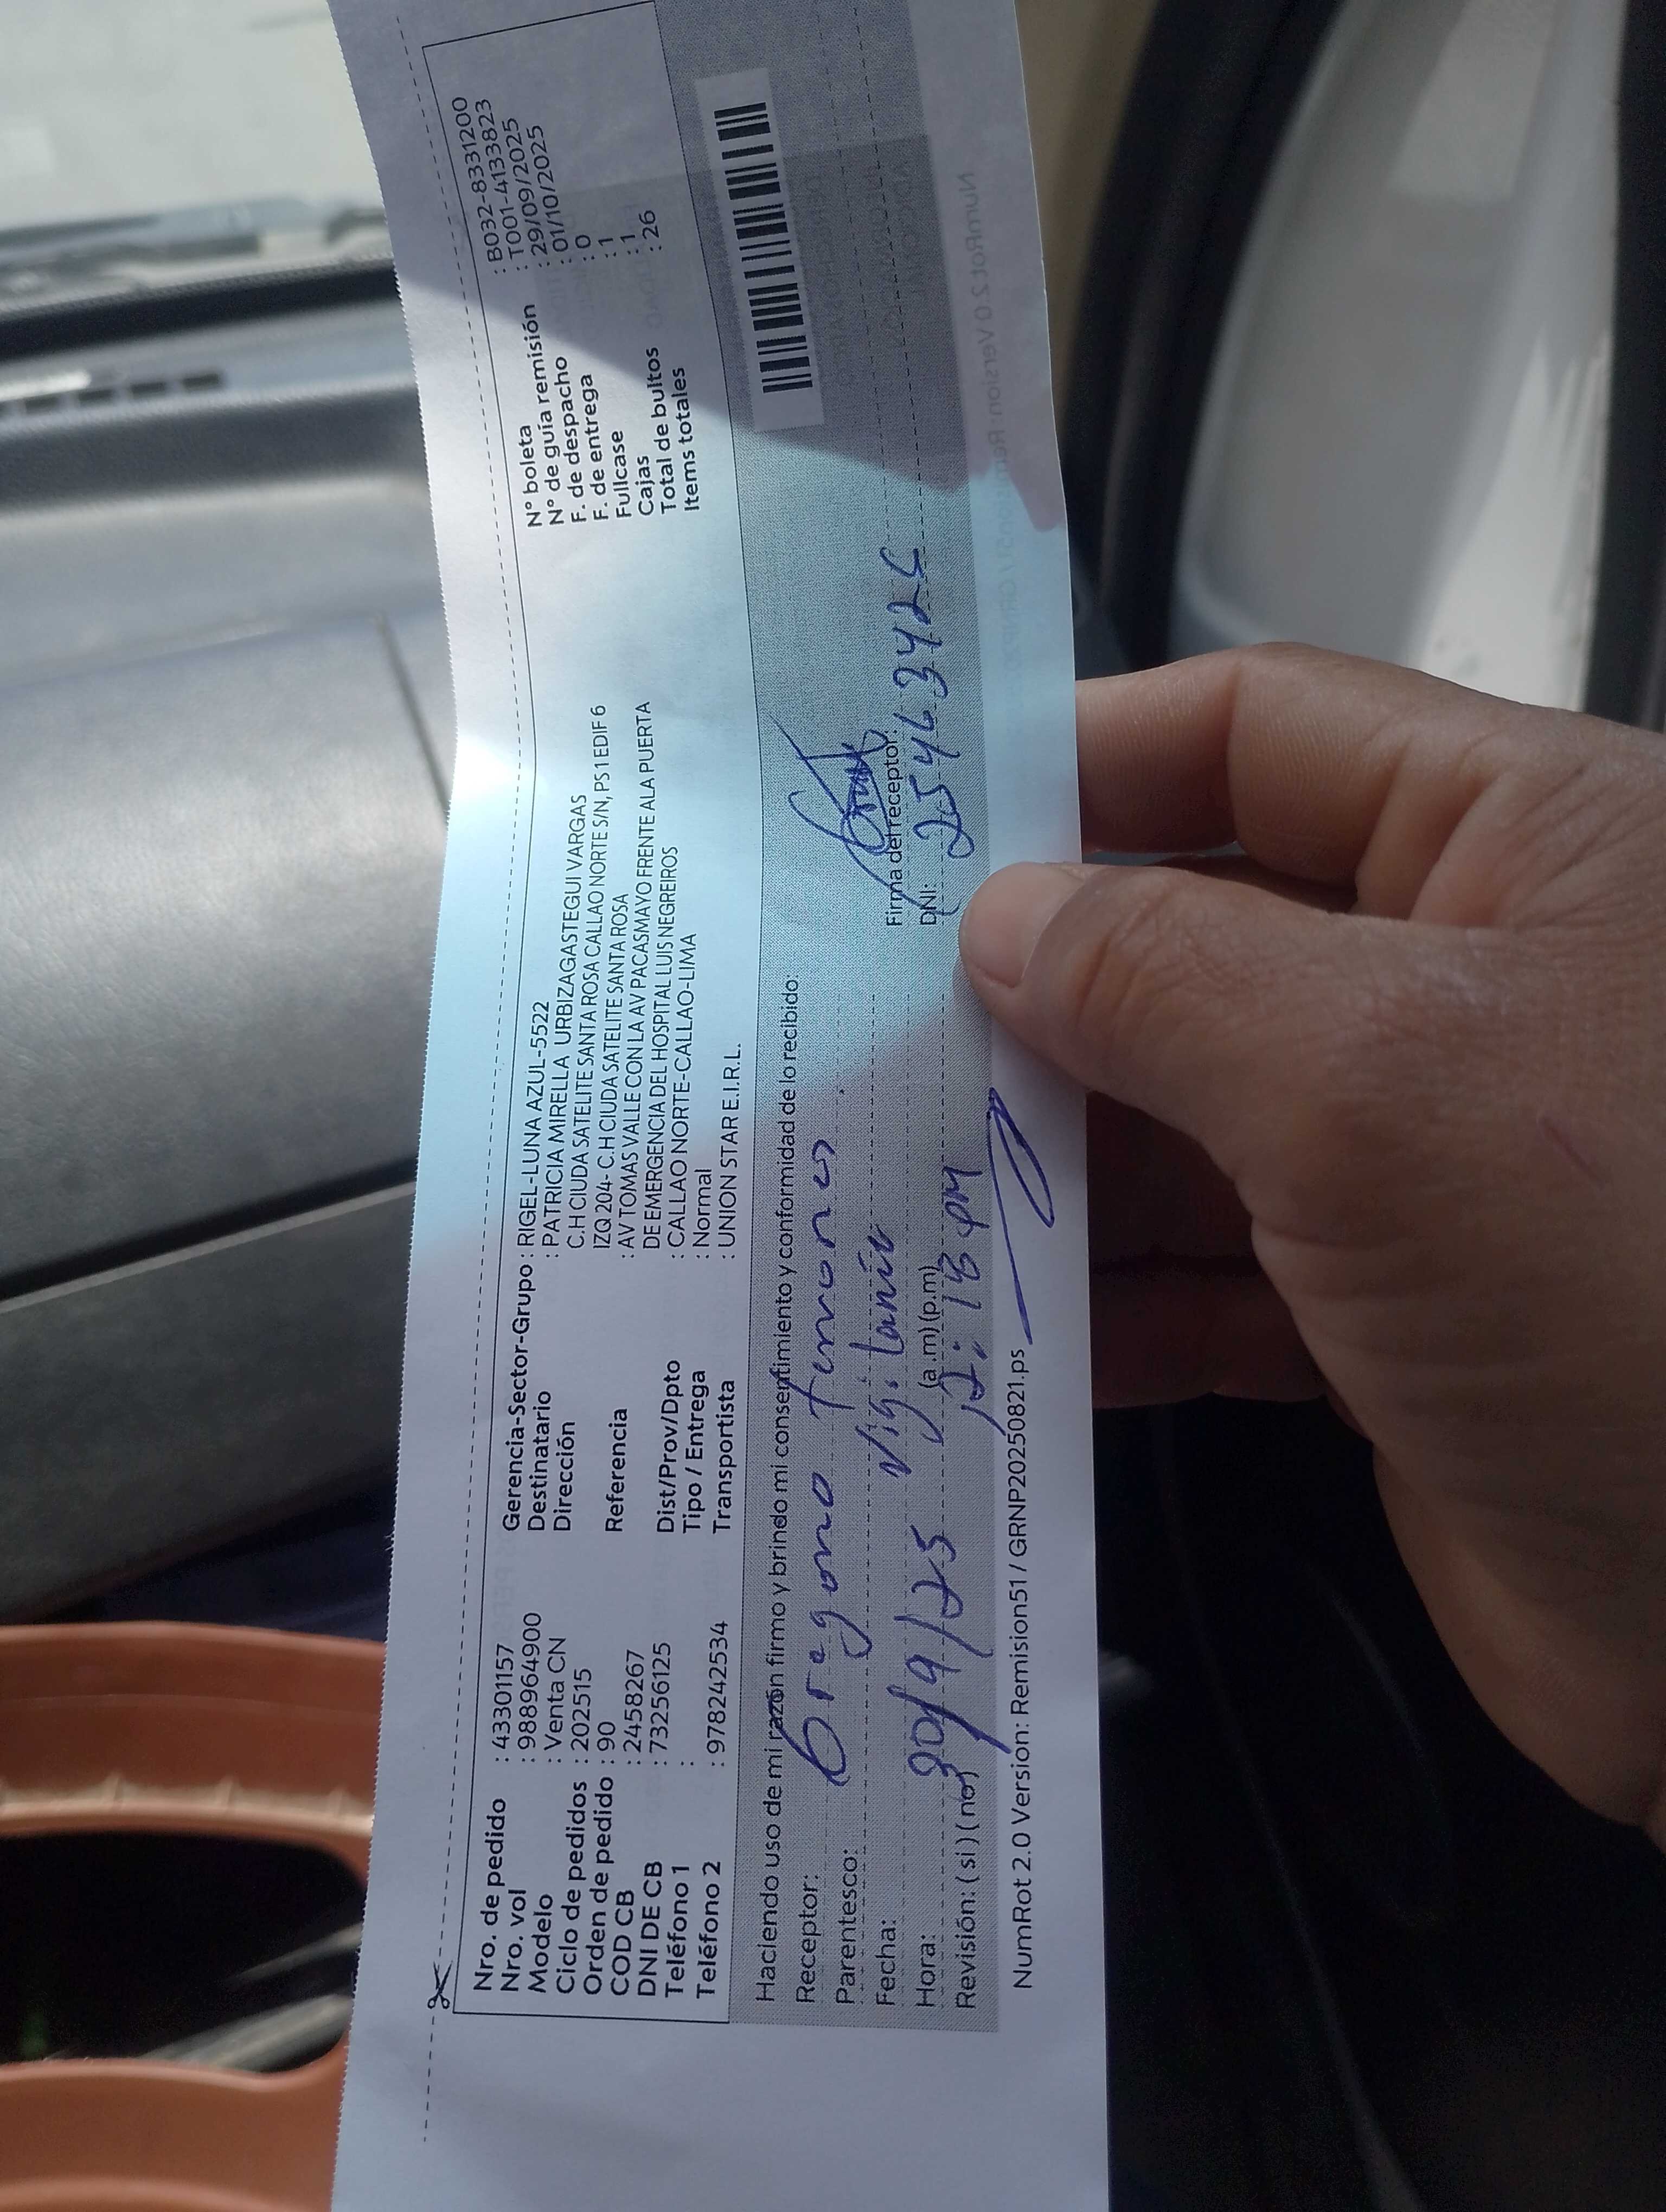 Nro. de pedido : 43301157
Nro. vol : 988964900
Modelo : Venta CN
Ciclo de pedidos : 202515
Orden de pedido : 90
COD CB : 2458267
DNI DE CB : 73256125
Teléfono 1 :
Teléfono 2 : 978242534
Gerencia-Sector-Grupo : RIGEL-LUNA AZUL-5522
Destinatario : PATRICIA MIRELLA URBIZAGASTEGUI VARGAS
Dirección C.H CIUDA SATELITE SANTA ROSA CALLAO NORTE S/N, PS 1 EDIF 6
IZQ 204- C.H CIUDA SATELITE SANTA ROSA
Referencia : AV TOMAS VALLE CON LA AV PACASMAYO FRENTE ALA PUERTA
DE EMERGENCIA DEL HOSPITAL LUIS NEGREIROS
Dist/Prov/Dpto : CALLAO NORTE-CALLAO-LIMA
Tipo / Entrega : Normal
Transportista : UNION STAR E.I.R.L.
N° boleta : B032-8331200
N° de guía remisión : T001-4133823
F. de despacho : 29/09/2025
F. de entrega : 01/10/2025
Fullcase : 0
Cajas : 1
Total de bultos : 1
Items totales : 26
Haciendo uso de mi razón firmo y brindo mi consentimiento y conformidad de lo recibido:
Receptor:
Parentesco:
Fecha: 30/9/25
Hora: (a.m) (p.m) 12:18 pm
Revisión: ( si ) ( no )
Firma del receptor:
DNI:
NumRot 2.0 Version: Remision51 / GRNP20250821.ps